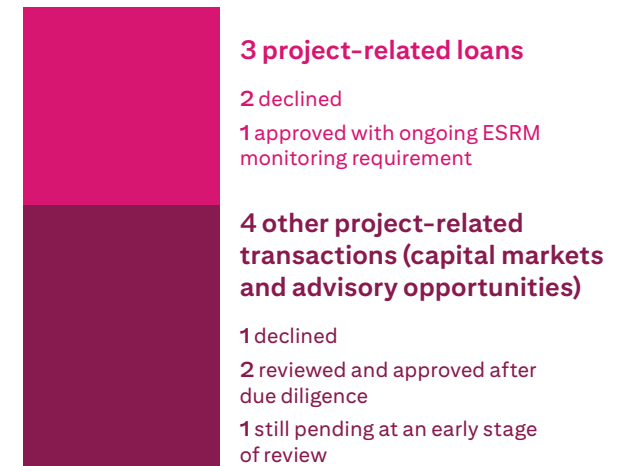 3 project-related loans
2 declined
1 approved with ongoing ESRM
monitoring requirement
4 other project-related
transactions (capital markets
and advisory opportunities)
1 declined
2 reviewed and approved after
due diligence
1 still pending at an early stage
of review